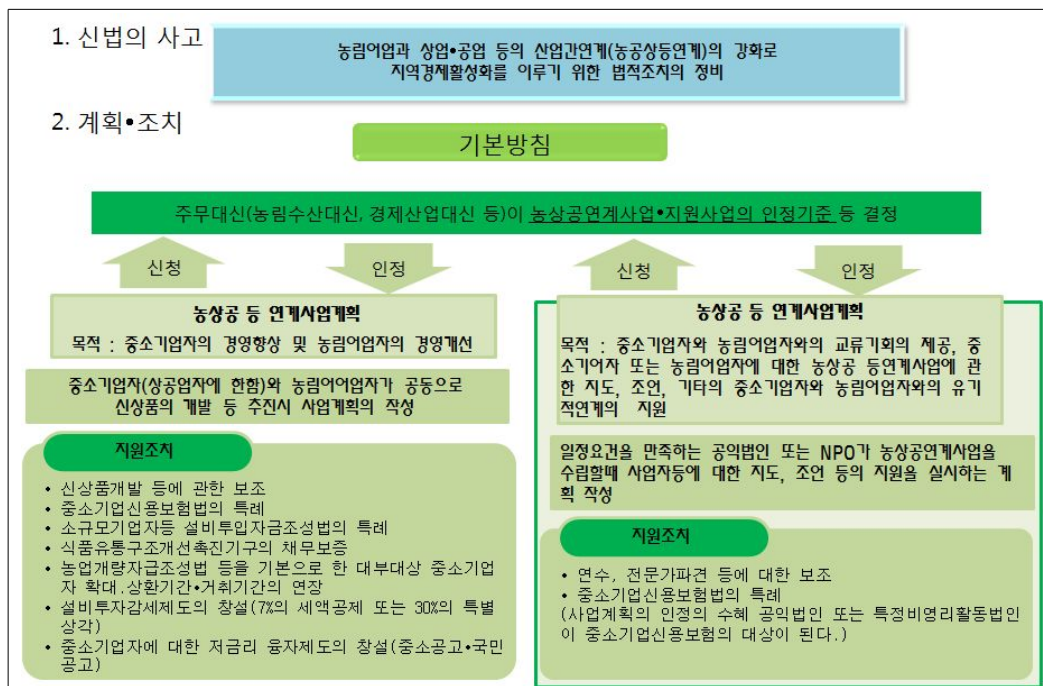 1. 신법의 사고
농림어업과 상업•공업 등의 산업간연계(농공상등연계)의 강화로
지역경제활성화를 이루기 위한 법적조치의 정비
2. 계획•조치
기본방침
주무대신(농림수산대신, 경제산업대신 등)이 농상공연계사업•지원사업의 인정기준 등 결정
신청
인정
신청
인정
농상공 등 연계사업계획
목적 : 중소기업자의 경영향상 및 농림어업자의 경영개선
중소기업자(상공업자에 한함)와 농림어어업자가 공동으로
신상품의 개발 등 추진시 사업계획의 작성
지원조치
• 신상품개발 등에 관한 보조
• 중소기업신용보험법의 특례
• 소규모기업자등 설비투입자금조성법의 특례
• 식품유통구조개선촉진기구의 채무보증
• 농업개량자급조성법 등을 기본으로 한 대부대상 중소기업
자 확대.상환기간•거취기간의 연장
• 설비투자감세제도의 창설(7%의 세액공제 또는 30%의 특별
상각)
• 중소기업자에 대한 저금리 융자제도의 창설(중소공고•국민
공고)
농상공 등 연계사업계획
목적 : 중소기업자와 농림어업자와의 교류기회의 제공, 중
소기어자 또는 농림어업자에 대한 농상공 등연계사업에 관
한 지도, 조언, 기타의 중소기업자와 농림어업자와의 유기
적연계의 지원
일정요건을 만족하는 공익법인 또는 NPO가 농상공연계사업을
수립할때 사업자등에 대한 지도, 조언 등의 지원을 실시하는 계
획 작성
지원조치
• 연수, 전문가파견 등에 대한 보조
• 중소기업신용보험법의 특례
(사업계획의 인정의 수혜 공익법인 또는 특정비영리활동법인
이 중소기업신용보험의 대상이 된다.)